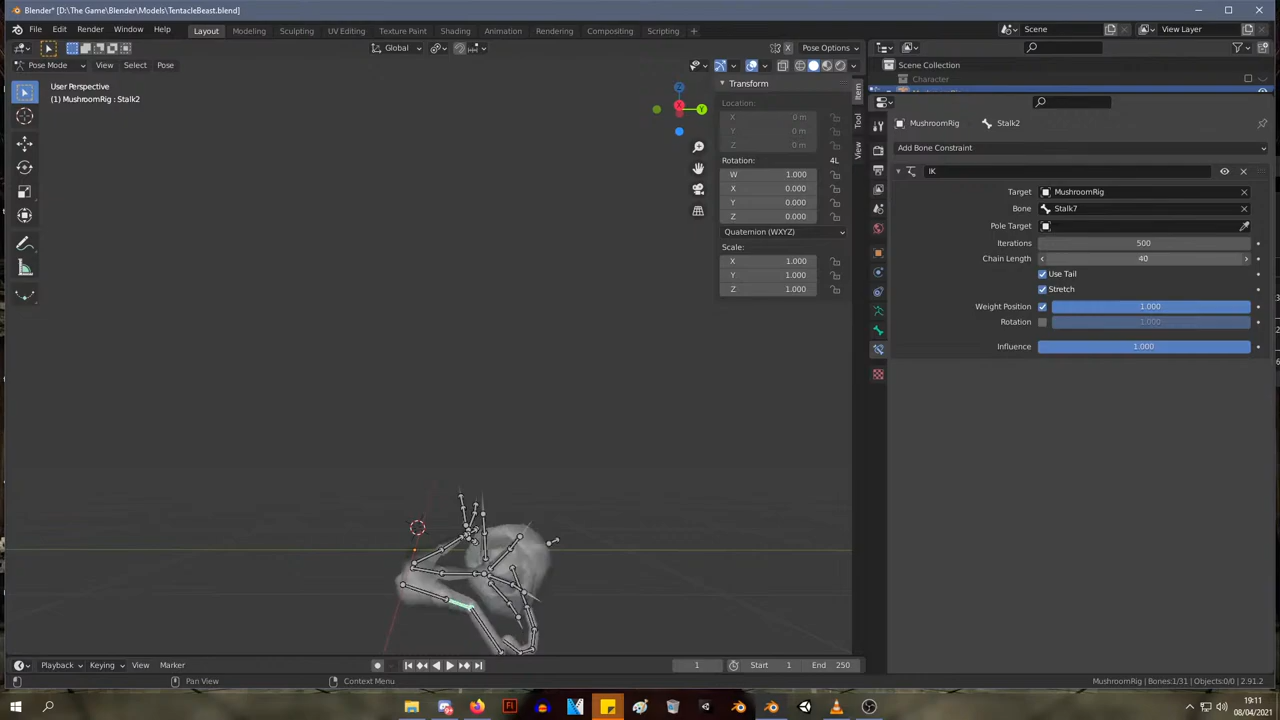 Blender* [D:\The Game\Blender\Models\TentacleBeast.blend]
File Edit Render Window Help Layout Modeling Sculpting UV Editing Texture Paint Shading Animation Rendering Compositing Scripting + Scene View Layer
Global Pose Options
Pose Mode View Select Pose
Scene Collection
Character
User Perspective
(1) MushroomRig : Stalk2
Transform
Location:
X 0 m
Y 0 m
Z 0 m
Rotation: 4L
W 1.000
X 0.000
Y 0.000
Z 0.000
Quaternion (WXYZ)
Scale:
X 1.000
Y 1.000
Z 1.000
Item
Tool
View
Z
X
Y
MushroomRig Stalk2
Add Bone Constraint
IK
Target MushroomRig
Bone Stalk7
Pole Target
Iterations 500
Chain Length 40
Use Tail
Stretch
Weight Position 1.000
Rotation 1.000
Influence 1.000
Playback Keying View Marker 1 Start 1 End 250
Pan View Context Menu MushroomRig | Bones:1/31 | Objects:0/0 | 2.91.2
Fl
19:11
08/04/2021